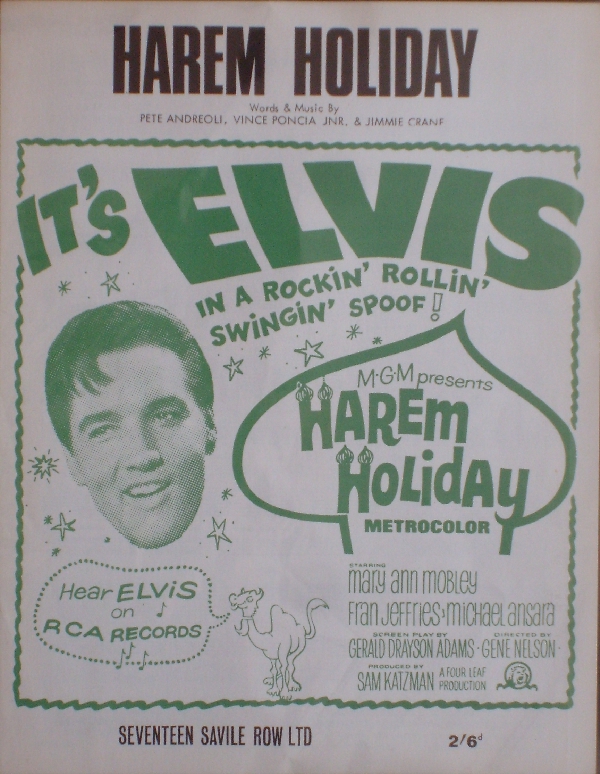 HAREM HOLIDAY
Words & Music By
PETE ANDREOLI, VINCE PONCIA JNR. & JIMMIE CRANE
IT'S ELVIS
IN A ROCKIN' ROLLIN'
SWINGIN' SPOOF!
M·G·M presents
HAREM
HOLIDAY
METROCOLOR
Hear ELVIS
on
RCA RECORDS
STARRING
mary ann mobley
Fran Jeffries · michael ansara
SCREEN PLAY BY DIRECTED BY
GERALD DRAYSON ADAMS · GENE NELSON
PRODUCED BY
SAM KATZMAN A FOUR LEAF PRODUCTION
SEVENTEEN SAVILE ROW LTD
2/6d